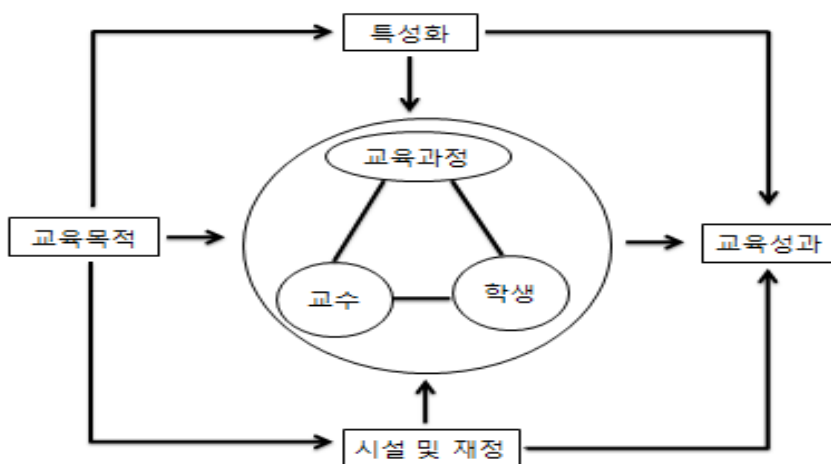 특성화
교육과정
교육목적
교육성과
교수
학생
시설 및 재정